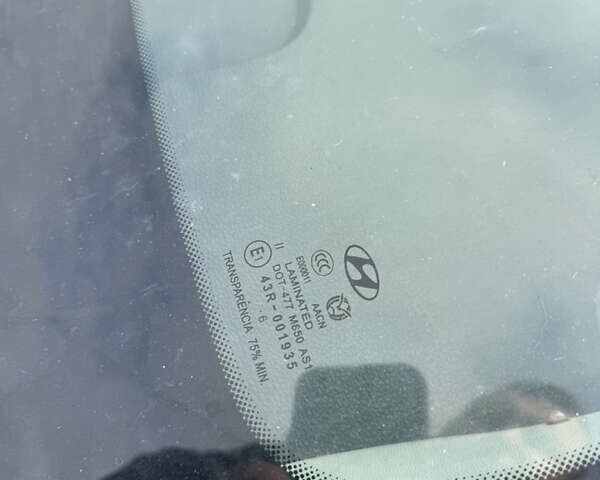 CCC
E000011
AACN
LAMINATED
II DOT-477 M650 AS1
E1 43R-001935
6
TRANSPARENCIA 75% MIN.